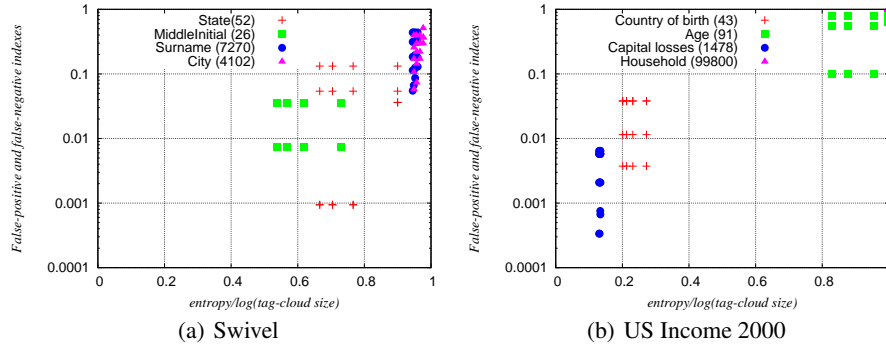 False-positive and false-negative indexes
1
0.1
0.01
0.001
0.0001
State(52)
MiddleInitial (26)
Surname (7270)
City (4102)
0
0.2
0.4
0.6
0.8
1
entropy/log(tag-cloud size)
(a) Swivel
False-positive and false-negative indexes
1
0.1
0.01
0.001
0.0001
Country of birth (43)
Age (91)
Capital losses (1478)
Household (99800)
0
0.2
0.4
0.6
0.8
entropy/log(tag-cloud size)
(b) US Income 2000